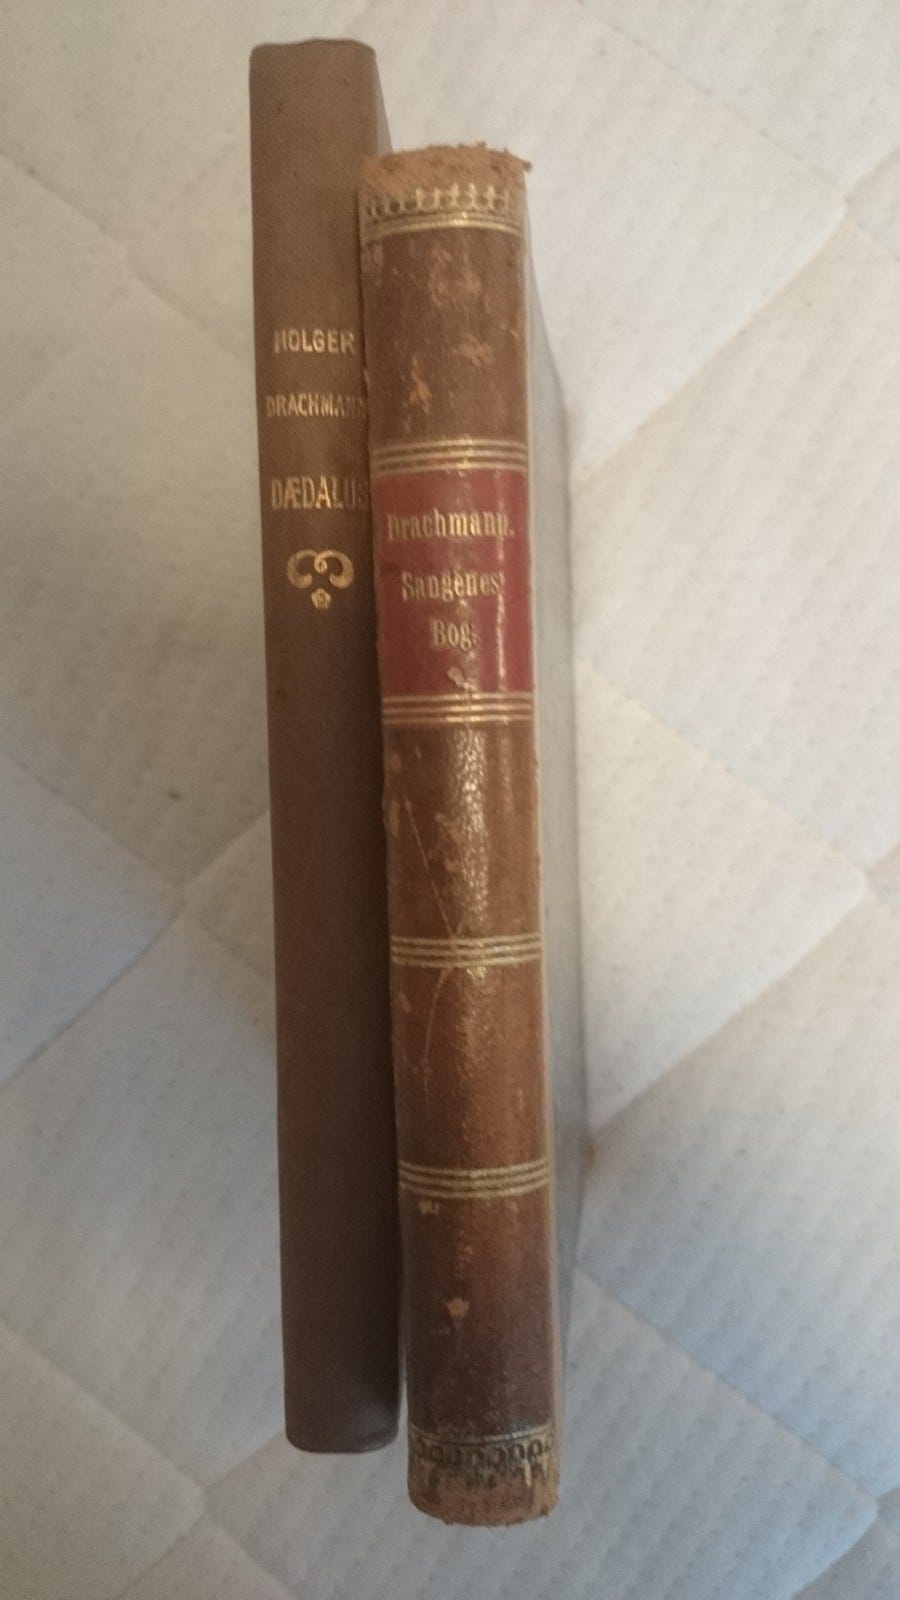 HOLGER
DRACHMANN
DÆDALUS
Drachmann.
Sangenes
Bog.